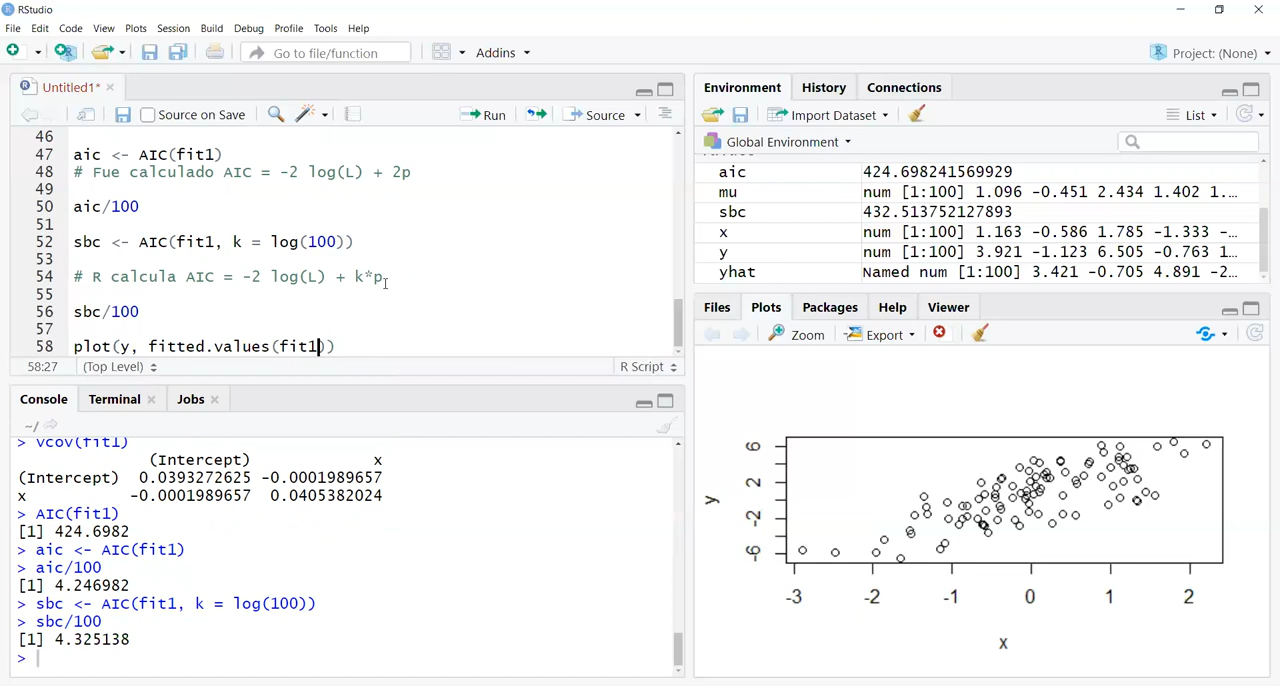 RStudio
File Edit Code View Plots Session Build Debug Profile Tools Help
Go to file/function Addins Project: (None)
Untitled1*
Source on Save Run Source
46
47 aic <- AIC(fit1)
48 # Fue calculado AIC = -2 log(L) + 2p
49
50 aic/100
51
52 sbc <- AIC(fit1, k = log(100))
53
54 # R calcula AIC = -2 log(L) + k*p
55
56 sbc/100
57
58 plot(y, fitted.values(fit1))
58:27 (Top Level) R Script
Console Terminal Jobs
~/
> vcov(fit1)
(Intercept) x
(Intercept) 0.0393272625 -0.0001989657
x -0.0001989657 0.0405382024
> AIC(fit1)
[1] 424.6982
> aic <- AIC(fit1)
> aic/100
[1] 4.246982
> sbc <- AIC(fit1, k = log(100))
> sbc/100
[1] 4.325138
>
Environment History Connections
Import Dataset List
Global Environment
aic 424.698241569929
mu num [1:100] 1.096 -0.451 2.434 1.402 1....
sbc 432.513752127893
x num [1:100] 1.163 -0.586 1.785 -1.333 -...
y num [1:100] 3.921 -1.123 6.505 -0.763 1...
yhat Named num [1:100] 3.421 -0.705 4.891 -2...
Files Plots Packages Help Viewer
Zoom Export
y
6
2
-2
-6
-3 -2 -1 0 1 2
x